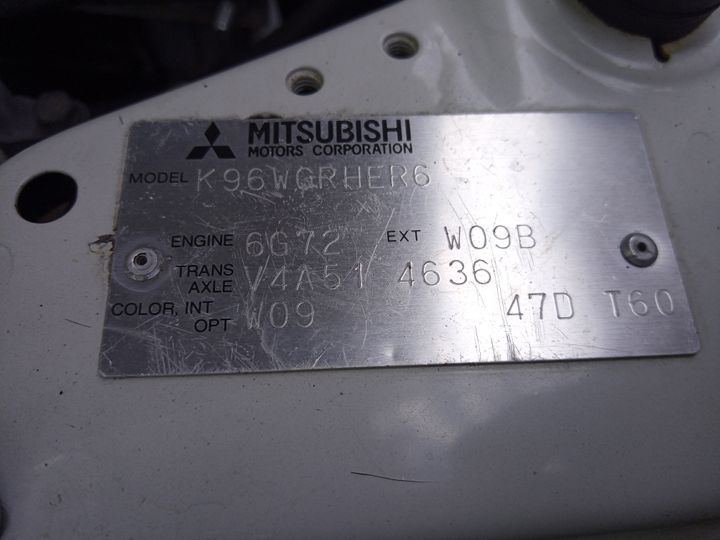 MITSUBISHI
MOTORS CORPORATION
MODEL K96WGRHER6
ENGINE 6G72 EXT W09B
TRANS AXLE V4A51 4636
COLOR, INT OPT W09 47D T60